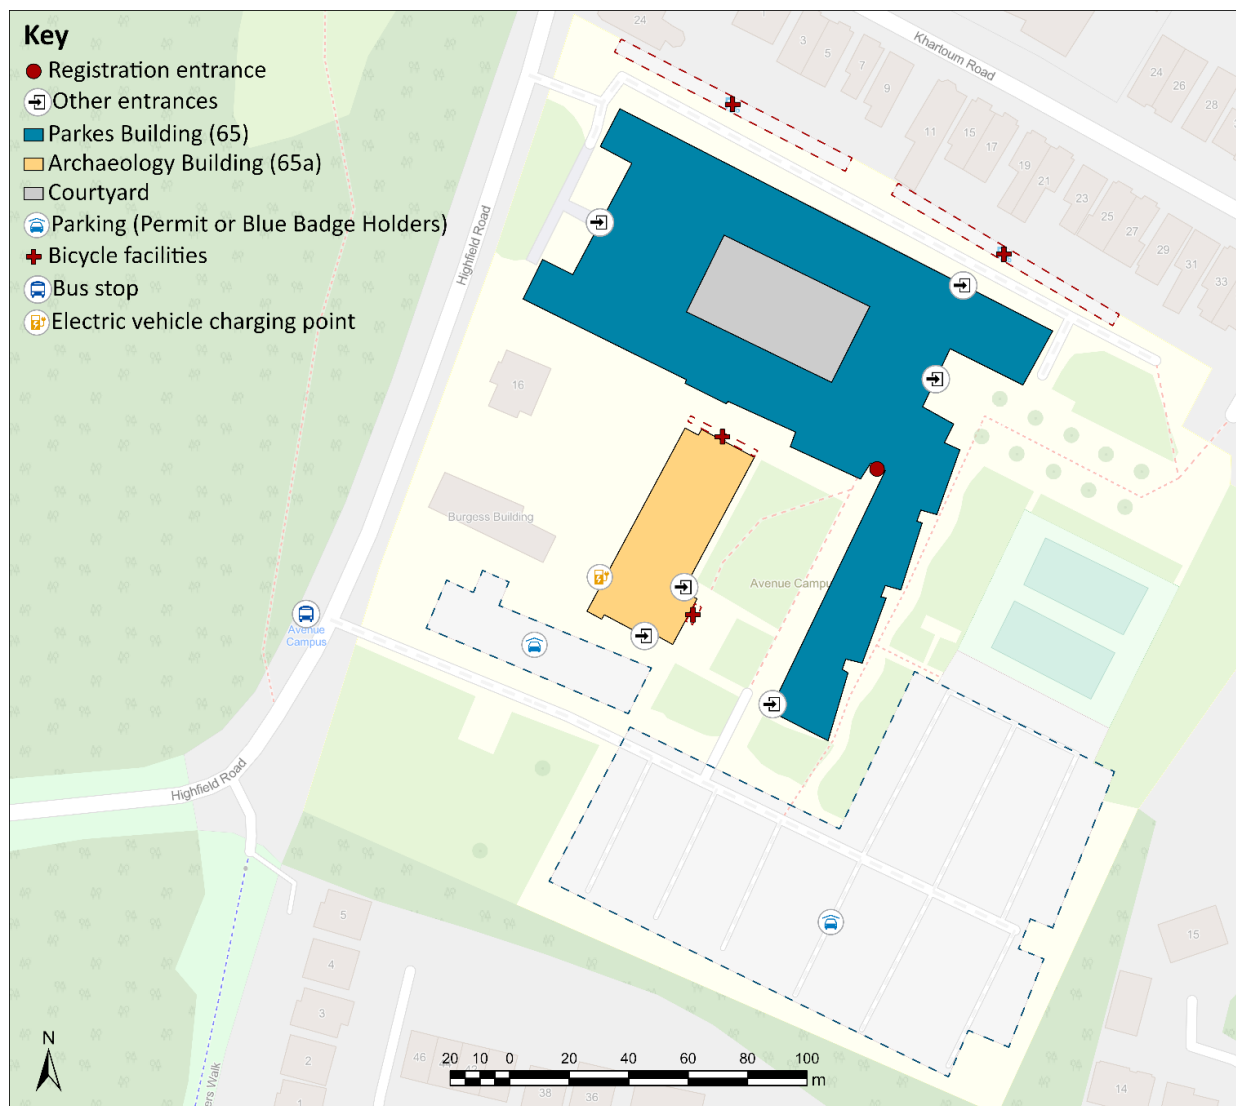 Key
Registration entrance
Other entrances
Parkes Building (65)
Archaeology Building (65a)
Courtyard
Parking (Permit or Blue Badge Holders)
Bicycle facilities
Bus stop
Electric vehicle charging point
24
3
5
7
9
Khartoum Road
24
26
28
11
15
17
19
21
23
25
27
29
31
33
Highfield Road
16
Burgess Building
Avenue Campus
Avenue
Campus
Highfield Road
5
4
3
2
1
15
14
46
38
36
N
20 10 0 20 40 60 80 100
m